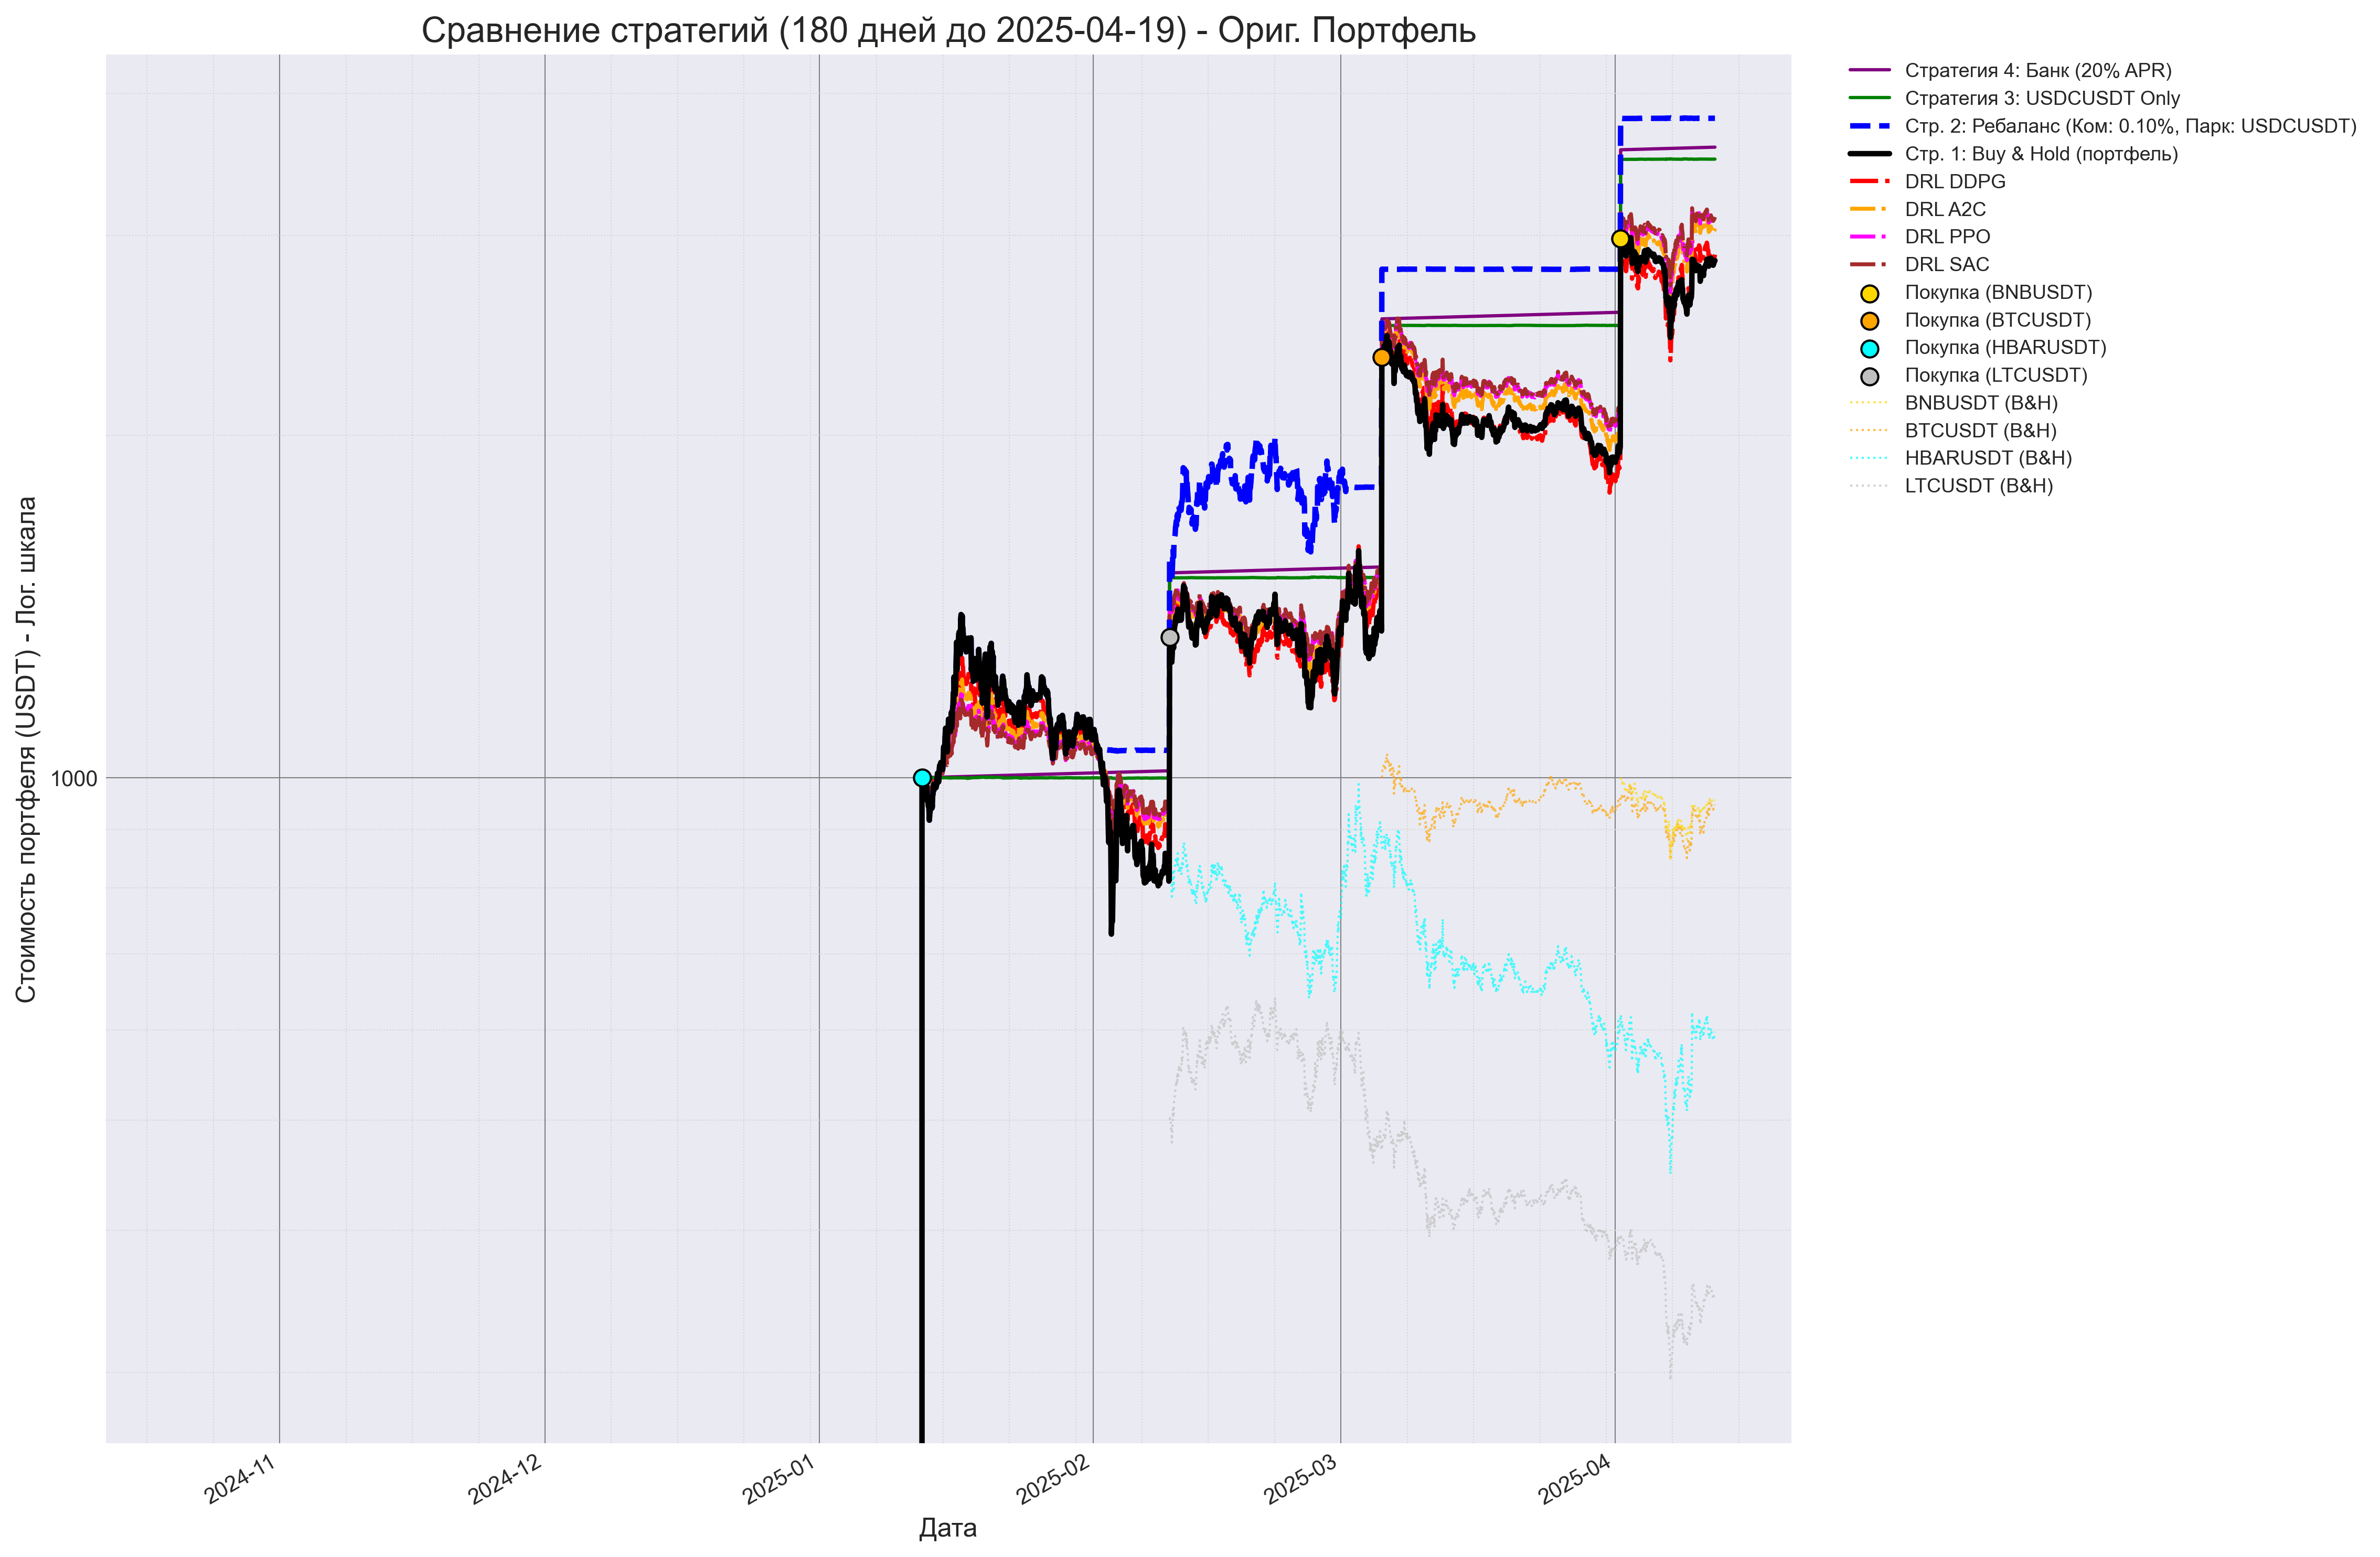 Сравнение стратегий (180 дней до 2025-04-19) - Ориг. Портфель
Стоимость портфеля (USDT) - Лог. шкала
1000
2024-11
2024-12
2025-01
2025-02
2025-03
2025-04
Дата
Стратегия 4: Банк (20% APR)
Стратегия 3: USDCUSDT Only
Стр. 2: Ребаланс (Ком: 0.10%, Парк: USDCUSDT)
Стр. 1: Buy & Hold (портфель)
DRL DDPG
DRL A2C
DRL PPO
DRL SAC
Покупка (BNBUSDT)
Покупка (BTCUSDT)
Покупка (HBARUSDT)
Покупка (LTCUSDT)
BNBUSDT (B&H)
BTCUSDT (B&H)
HBARUSDT (B&H)
LTCUSDT (B&H)